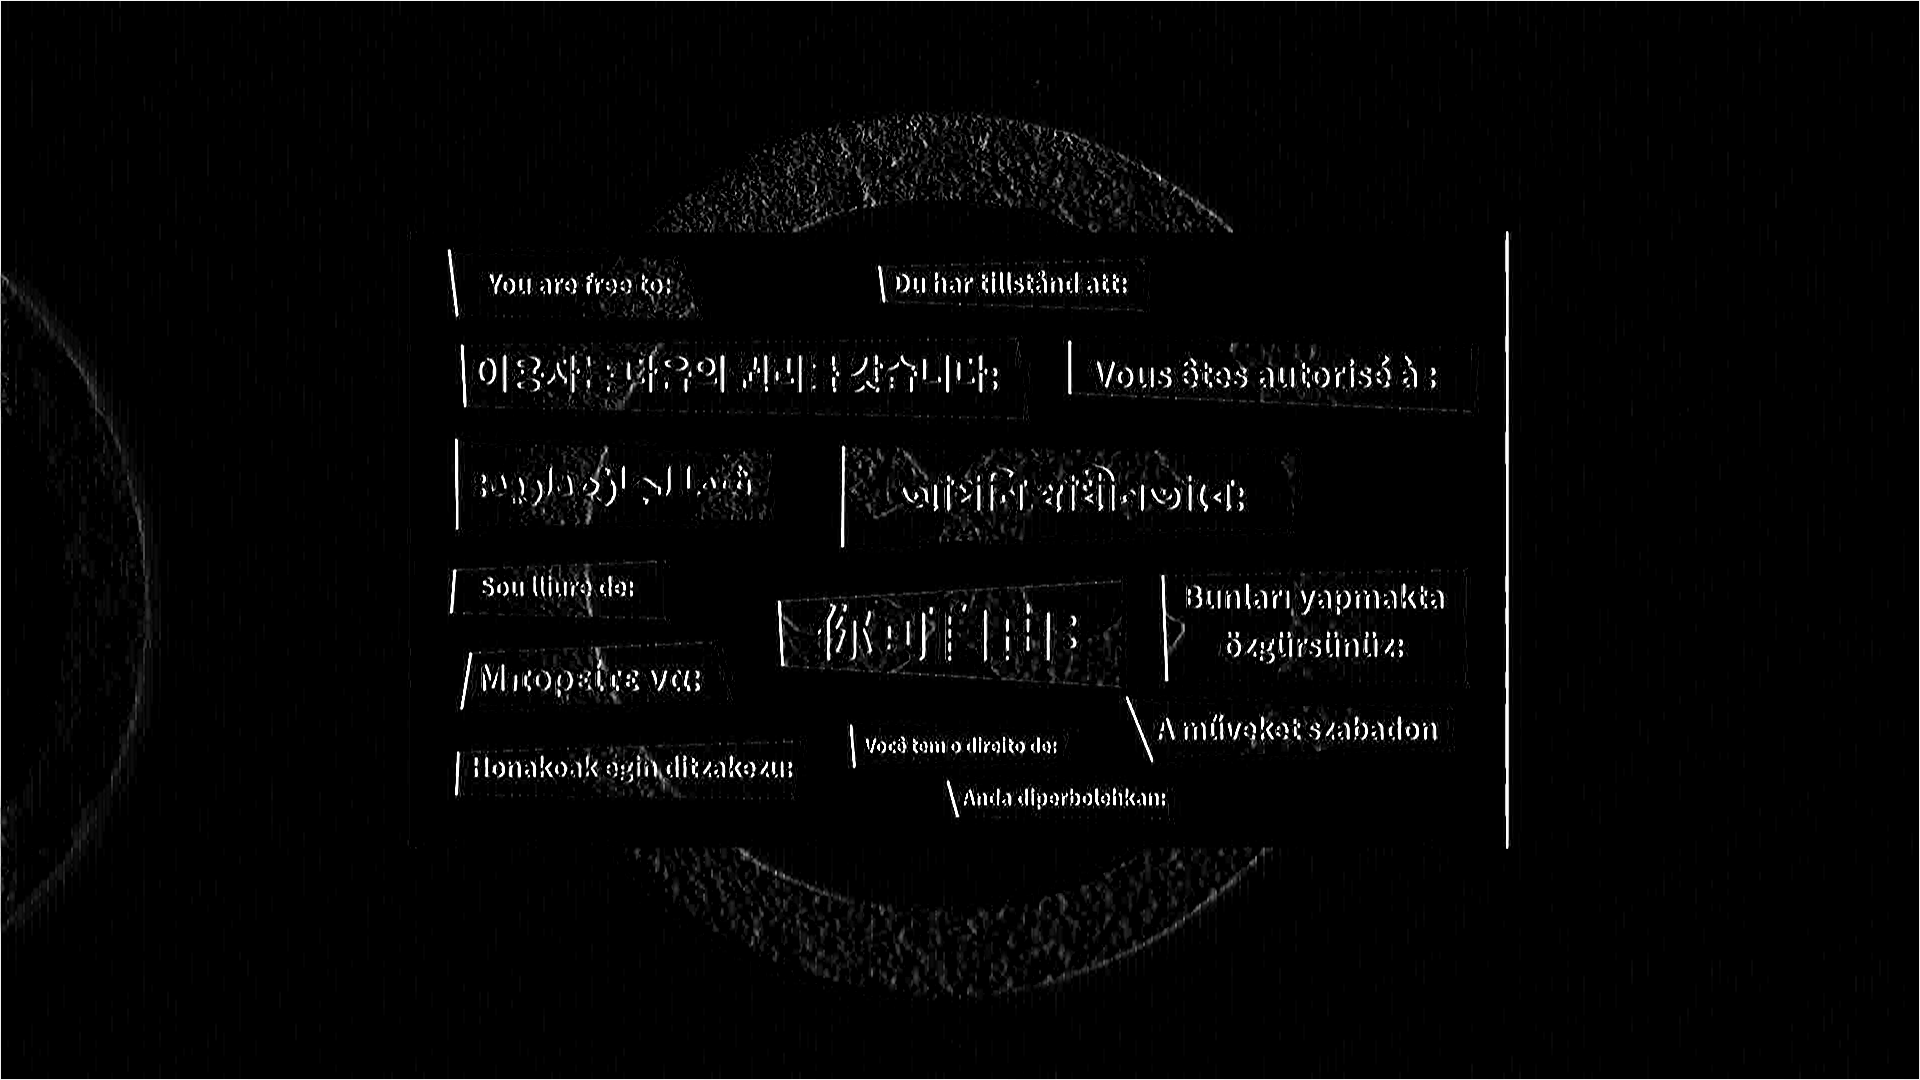 You are free to:
Du har tillstånd att:
이용자는 다음의 권리를 갖습니다:
Vous êtes autorisé à :
আপনি স্বাধীনভাবে:
Sou lliure de:
你可自由：
Bunları yapmakta
özgürsünüz:
Μπορείτε να:
A műveket szabadon
Você tem o direito de:
Honakoak egin ditzakezu:
Anda diperbolehkan: